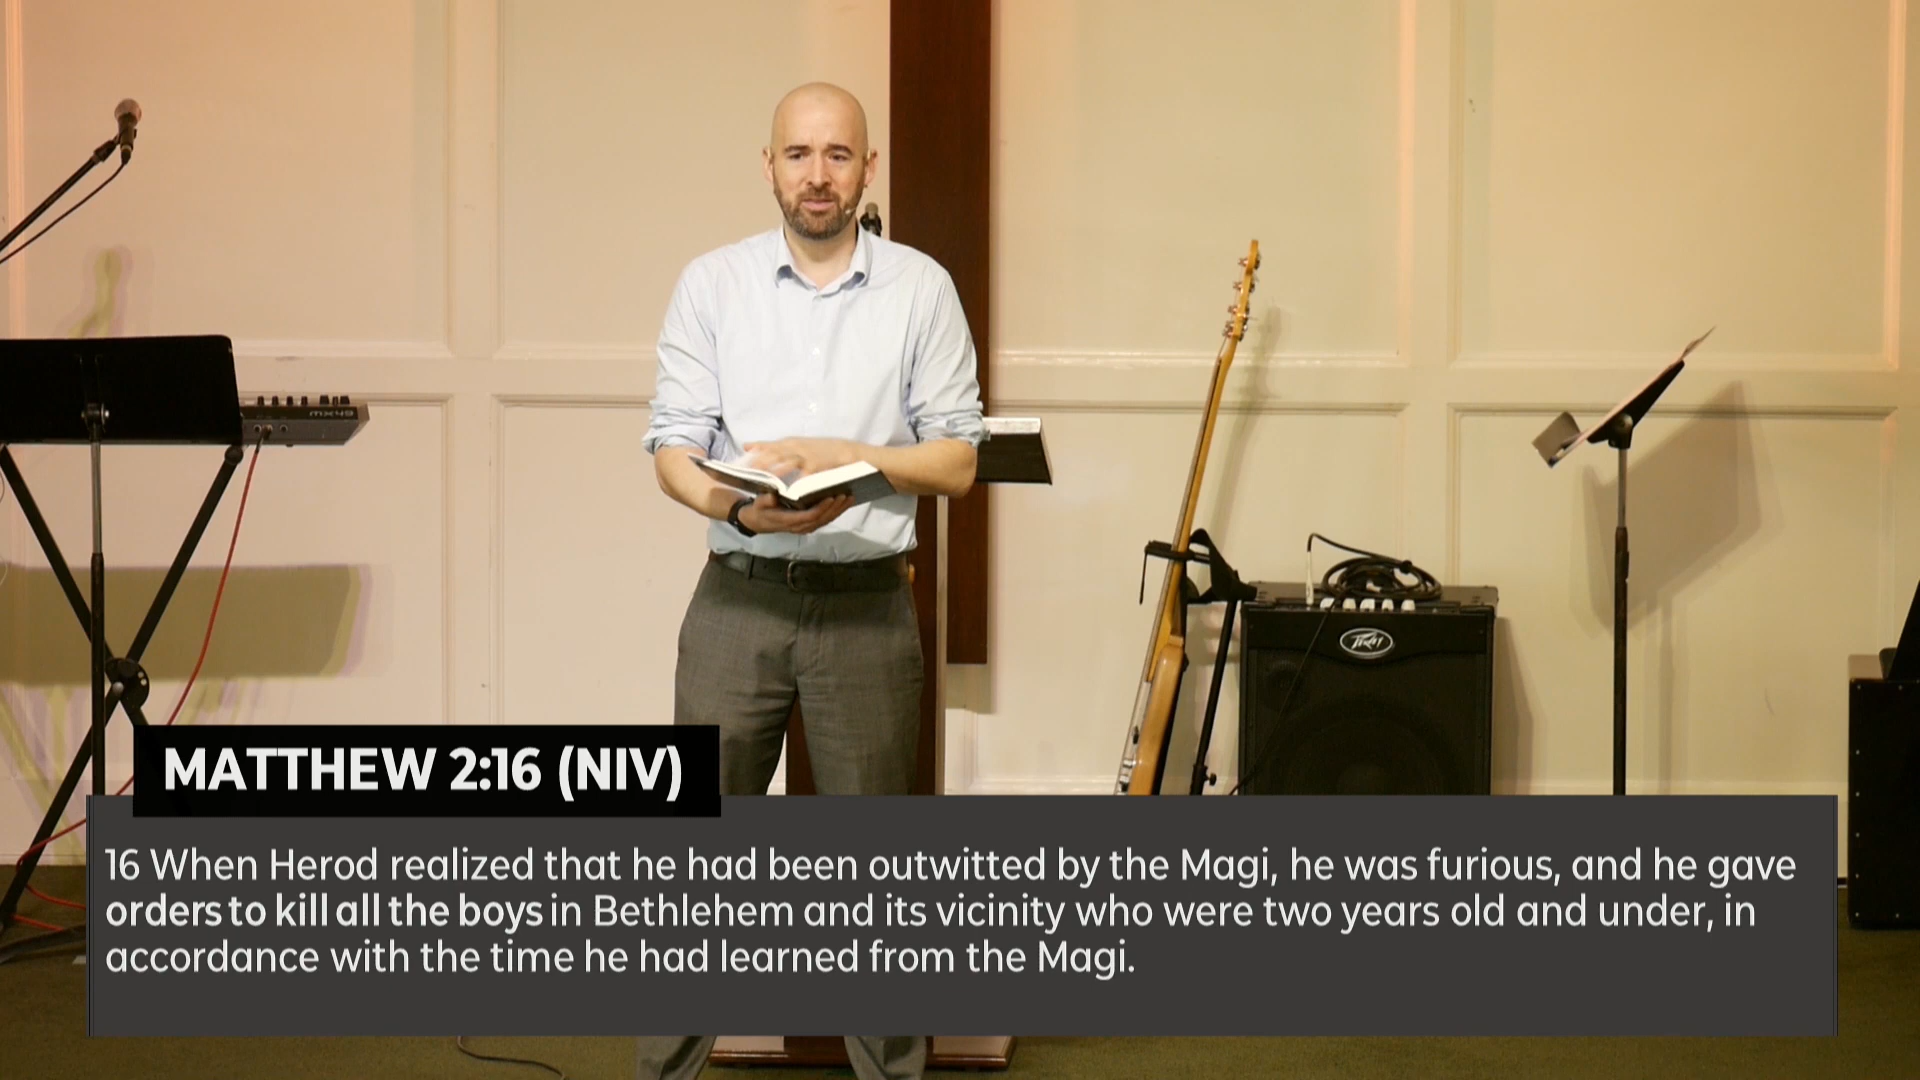 mx49
PEAVEY
MATTHEW 2:16 (NIV)
16 When Herod realized that he had been outwitted by the Magi, he was furious, and he gave
orders to kill all the boys in Bethlehem and its vicinity who were two years old and under, in
accordance with the time he had learned from the Magi.